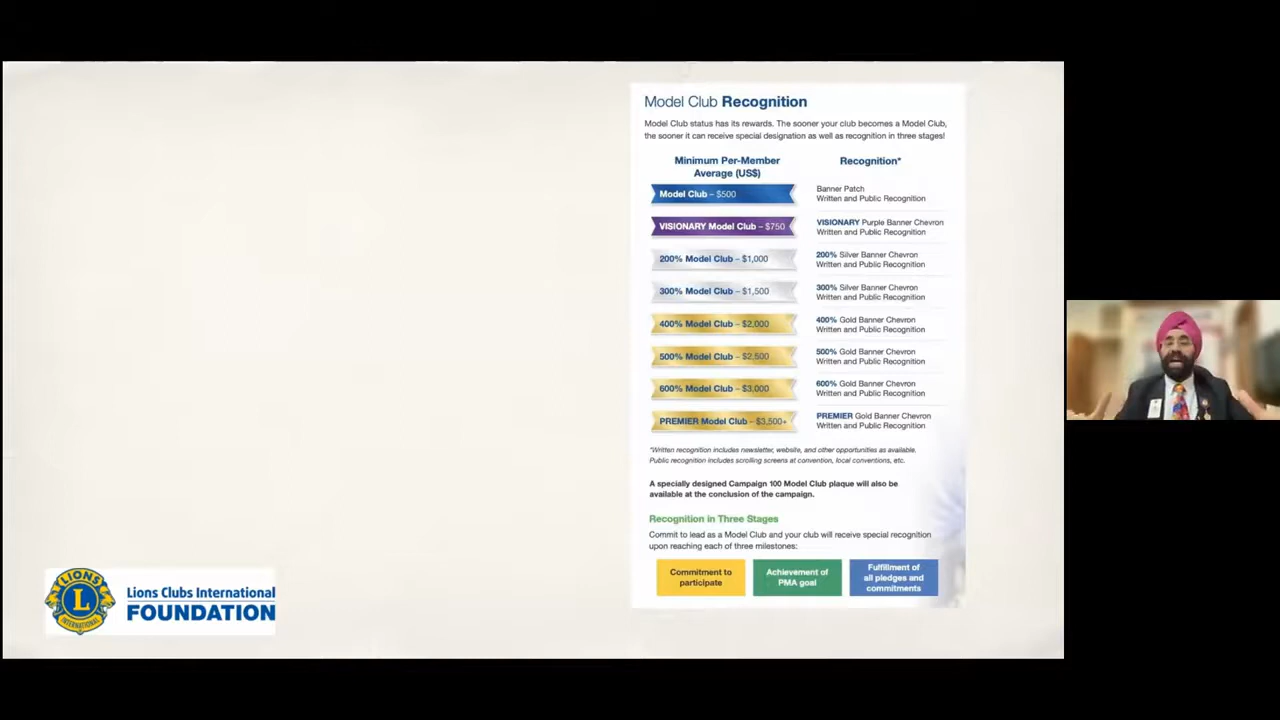 Model Club Recognition
Model Club status has its rewards. The sooner your club becomes a Model Club,
the sooner it can receive special designation as well as recognition in three stages!
Minimum Per-Member
Average (US$)
Recognition*
Model Club – $500
Banner Patch
Written and Public Recognition
VISIONARY Model Club – $750
VISIONARY Purple Banner Chevron
Written and Public Recognition
200% Model Club – $1,000
200% Silver Banner Chevron
Written and Public Recognition
300% Model Club – $1,500
300% Silver Banner Chevron
Written and Public Recognition
400% Model Club – $2,000
400% Gold Banner Chevron
Written and Public Recognition
500% Model Club – $2,500
500% Gold Banner Chevron
Written and Public Recognition
600% Model Club – $3,000
600% Gold Banner Chevron
Written and Public Recognition
PREMIER Model Club – $3,500+
PREMIER Gold Banner Chevron
Written and Public Recognition
*Written recognition includes newsletter, website, and other opportunities as available.
Public recognition includes scrolling screens at convention, local conventions, etc.
A specially designed Campaign 100 Model Club plaque will also be
available at the conclusion of the campaign.
Recognition in Three Stages
Commit to lead as a Model Club and your club will receive special recognition
upon reaching each of three milestones:
Commitment to
participate
Achievement of
PMA goal
Fulfillment of
all pledges and
commitments
LIONS
L
INTERNATIONAL
Lions Clubs International
FOUNDATION